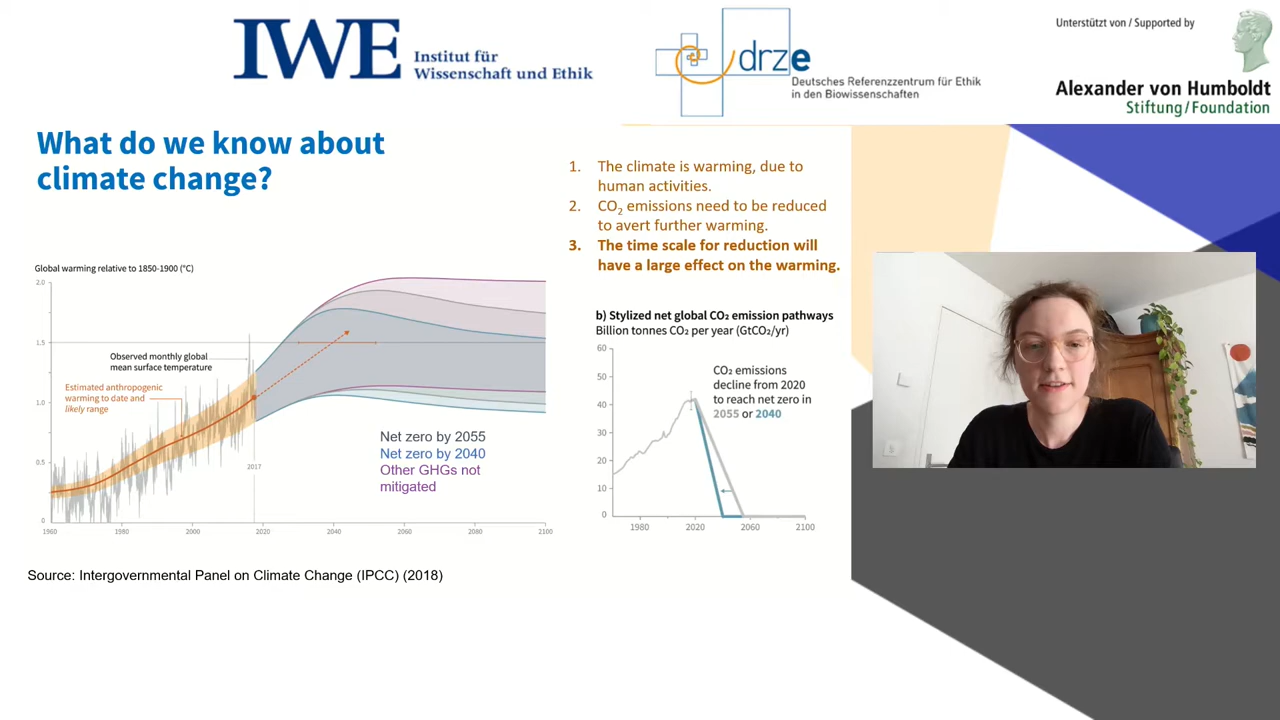 IWE
Institut für
Wissenschaft und Ethik
drze
Deutsches Referenzzentrum für Ethik
in den Biowissenschaften
Unterstützt von / Supported by
Alexander von Humboldt
Stiftung/Foundation
What do we know about
climate change?
1. The climate is warming, due to
human activities.
2. CO₂ emissions need to be reduced
to avert further warming.
3. The time scale for reduction will
have a large effect on the warming.
Global warming relative to 1850-1900 (°C)
2.0
1.5
1.0
0.5
0
Observed monthly global
mean surface temperature
Estimated anthropogenic
warming to date and
likely range
2017
Net zero by 2055
Net zero by 2040
Other GHGs not
mitigated
1960 1980 2000 2020 2040 2060 2080 2100
b) Stylized net global CO₂ emission pathways
Billion tonnes CO₂ per year (GtCO₂/yr)
60
50
40
30
20
10
0
CO₂ emissions
decline from 2020
to reach net zero in
2055 or 2040
1980 2020 2060 2100
Source: Intergovernmental Panel on Climate Change (IPCC) (2018)